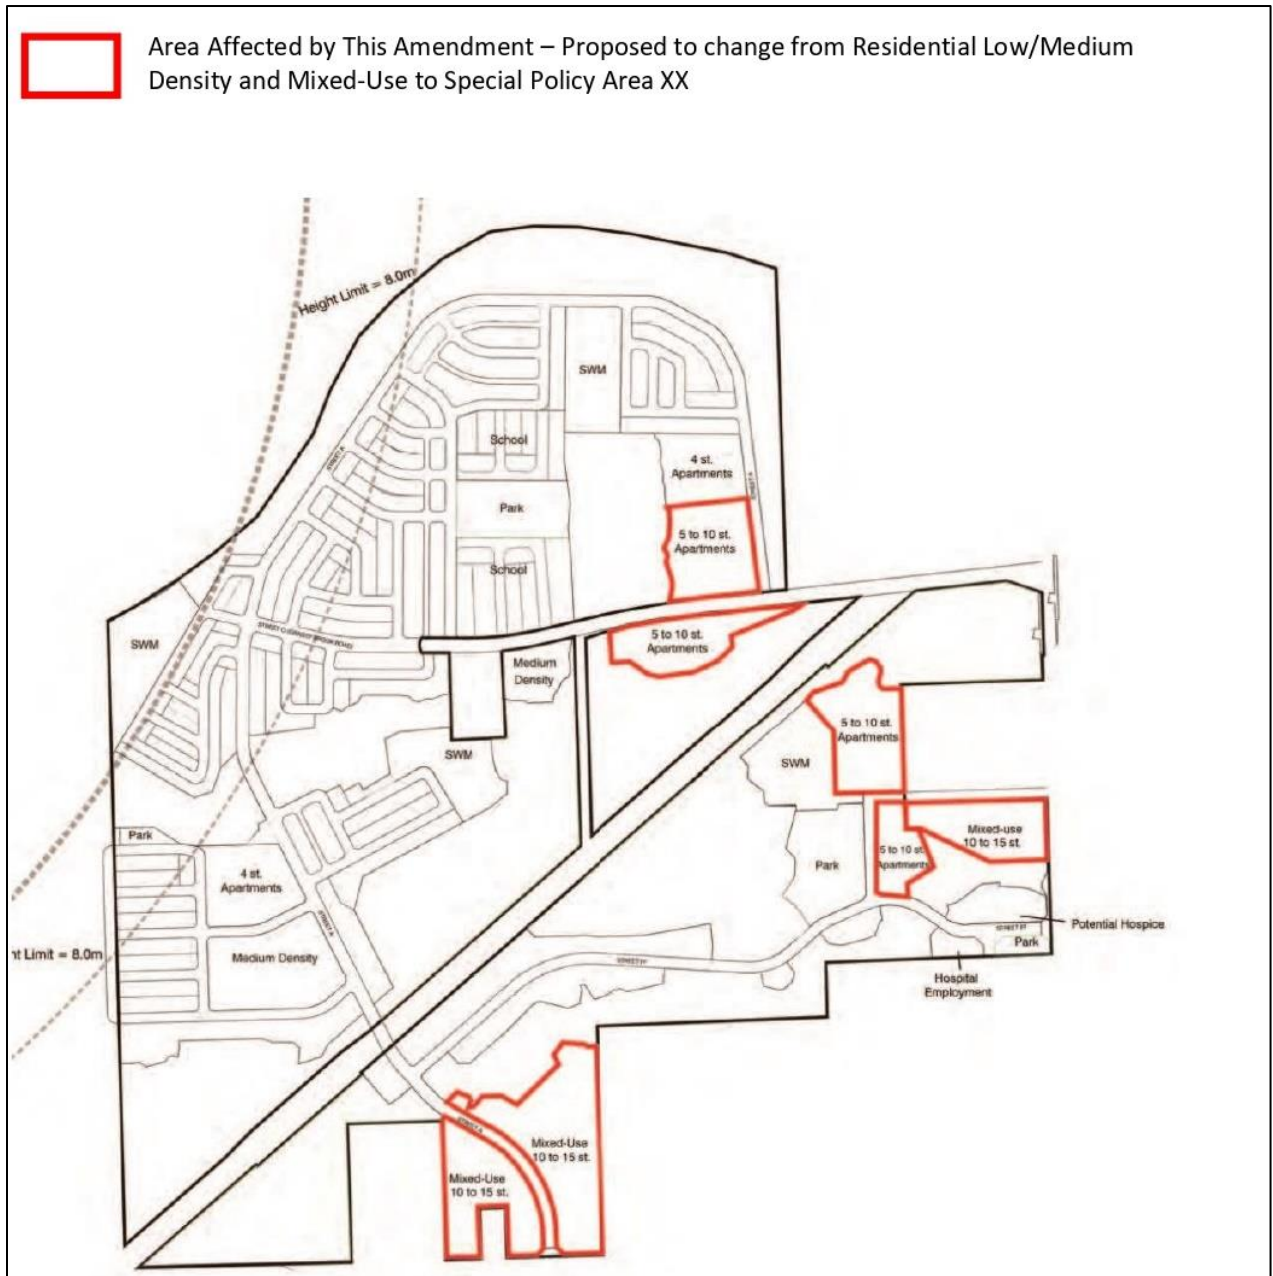 Area Affected by This Amendment – Proposed to change from Residential Low/Medium
Density and Mixed-Use to Special Policy Area XX
Height Limit = 8.0m
SWM
School
STREET A
4 st.
Apartments
Park
5 to 10 st.
Apartments
School
SWM
5 to 10 st.
Apartments
Medium
Density
5 to 10 st.
Apartments
SWM
SWM
Park
Mixed-use
10 to 15 st.
5 to 10 st.
Apartments
Park
4 st.
Apartments
STREET A
Potential Hospice
Park
ht Limit = 8.0m
Medium Density
Hospital
Employment
STREET A
Mixed-Use
10 to 15 st.
Mixed-Use
10 to 15 st.